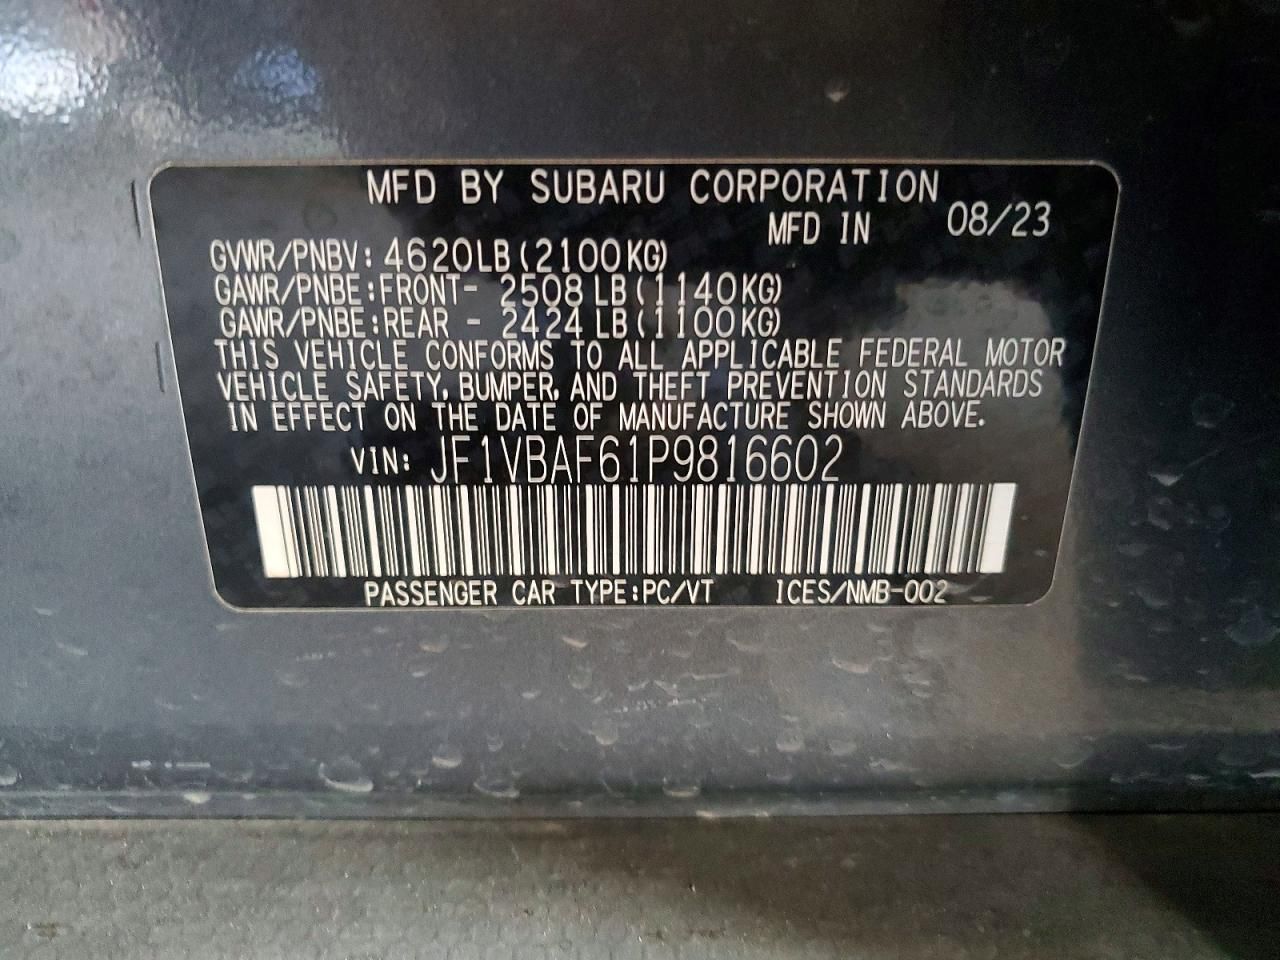 MFD BY SUBARU CORPORATION
MFD IN 08/23
GVWR/PNBV: 4620LB(2100KG)
GAWR/PNBE:FRONT- 2508 LB(1140KG)
GAWR/PNBE:REAR - 2424 LB(1100KG)
THIS VEHICLE CONFORMS TO ALL APPLICABLE FEDERAL MOTOR
VEHICLE SAFETY, BUMPER, AND THEFT PREVENTION STANDARDS
IN EFFECT ON THE DATE OF MANUFACTURE SHOWN ABOVE.
VIN: JF1VBAF61P9816602
PASSENGER CAR TYPE:PC/VT ICES/NMB-002